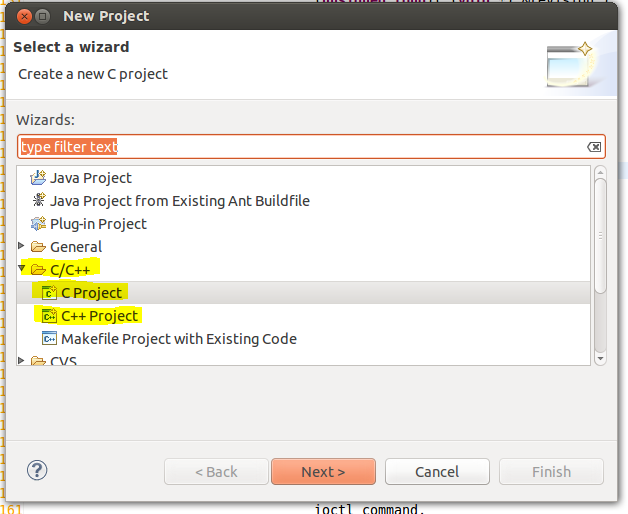 New Project
Select a wizard
Create a new C project
Wizards:
type filter text
Java Project
Java Project from Existing Ant Buildfile
Plug-in Project
General
C/C++
C Project
C++ Project
Makefile Project with Existing Code
CVS
< Back
Next >
Cancel
Finish
161
ioctl command.